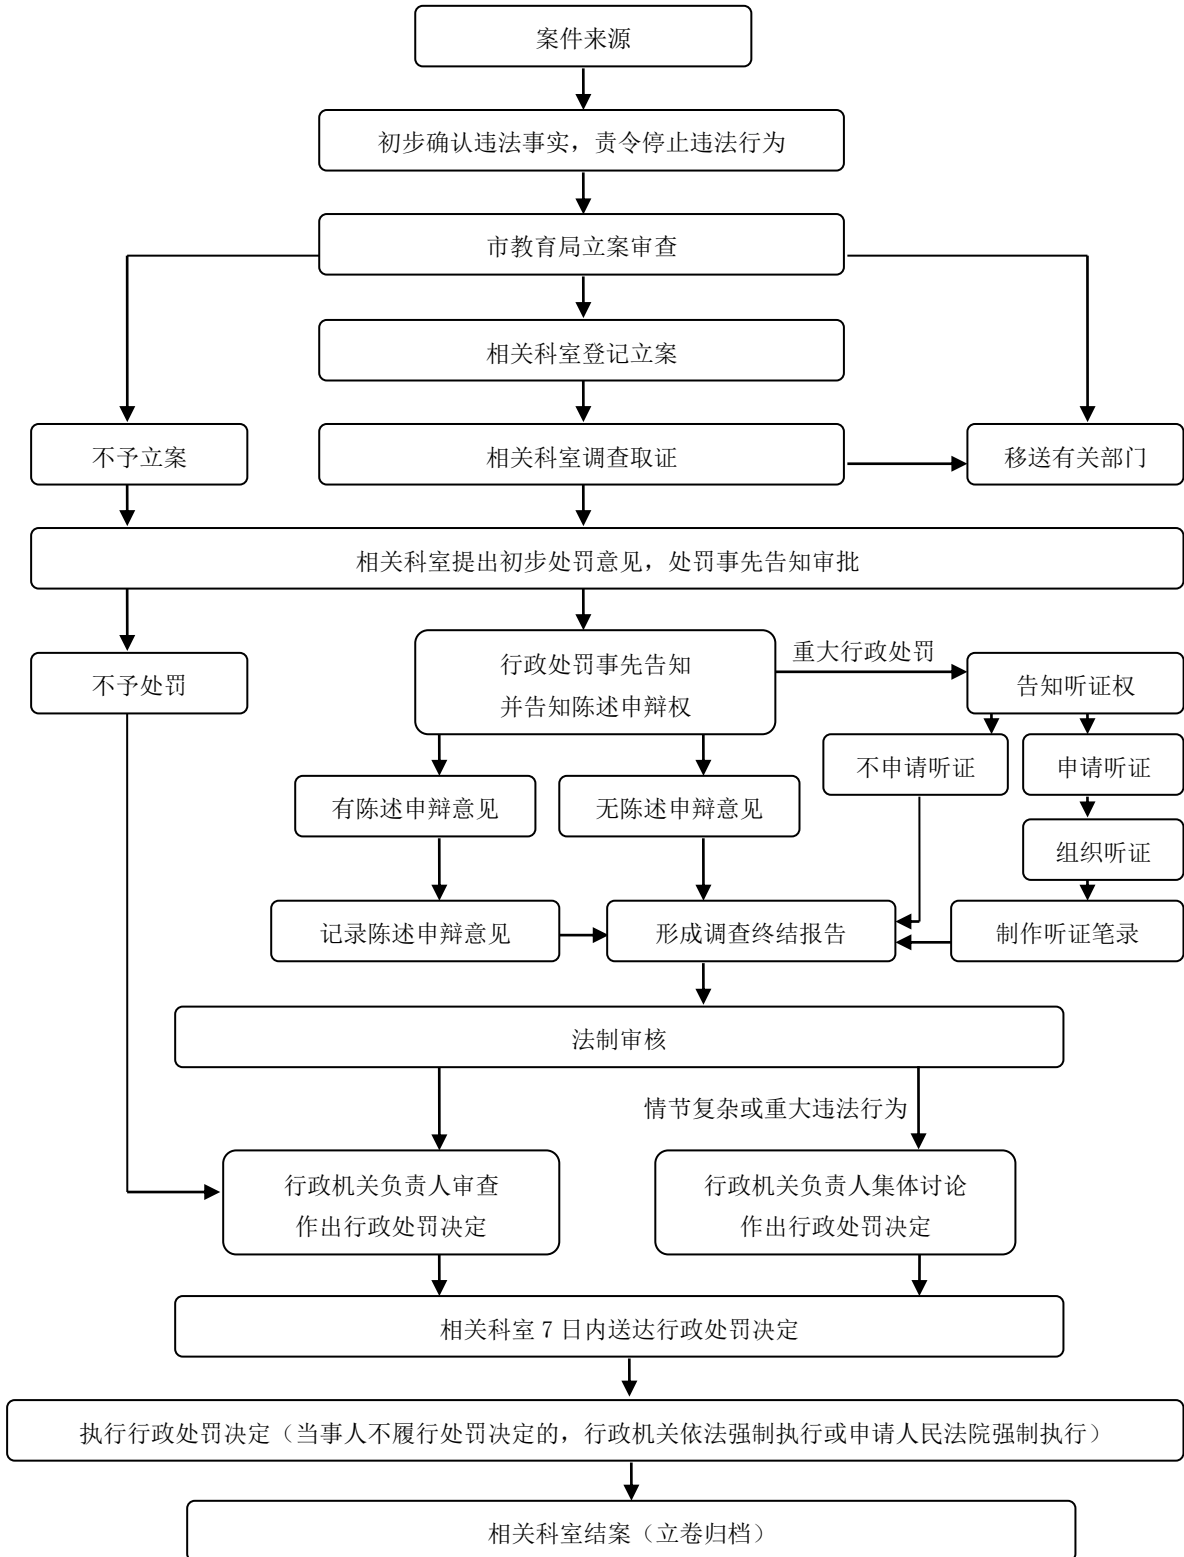 案件来源
初步确认违法事实，责令停止违法行为
市教育局立案审查
相关科室登记立案
不予立案
相关科室调查取证
移送有关部门
相关科室提出初步处罚意见，处罚事先告知审批
不予处罚
行政处罚事先告知
并告知陈述申辩权
重大行政处罚
告知听证权
不申请听证
申请听证
有陈述申辩意见
无陈述申辩意见
组织听证
记录陈述申辩意见
形成调查终结报告
制作听证笔录
法制审核
情节复杂或重大违法行为
行政机关负责人审查
作出行政处罚决定
行政机关负责人集体讨论
作出行政处罚决定
相关科室 7 日内送达行政处罚决定
执行行政处罚决定（当事人不履行处罚决定的，行政机关依法强制执行或申请人民法院强制执行）
相关科室结案（立卷归档）